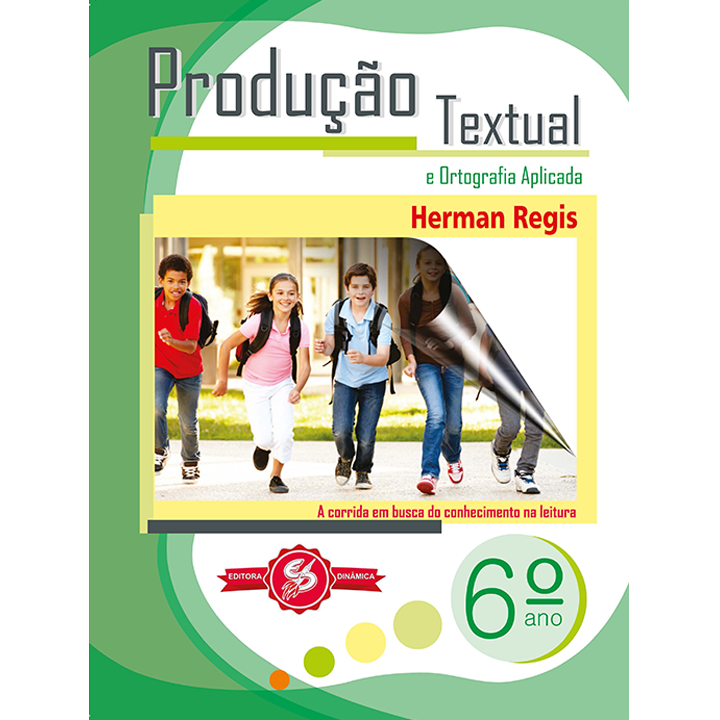 Produção
Textual
e Ortografia Aplicada
Herman Regis
A corrida em busca do conhecimento na leitura
EDITORA DINÂMICA
6º
ano